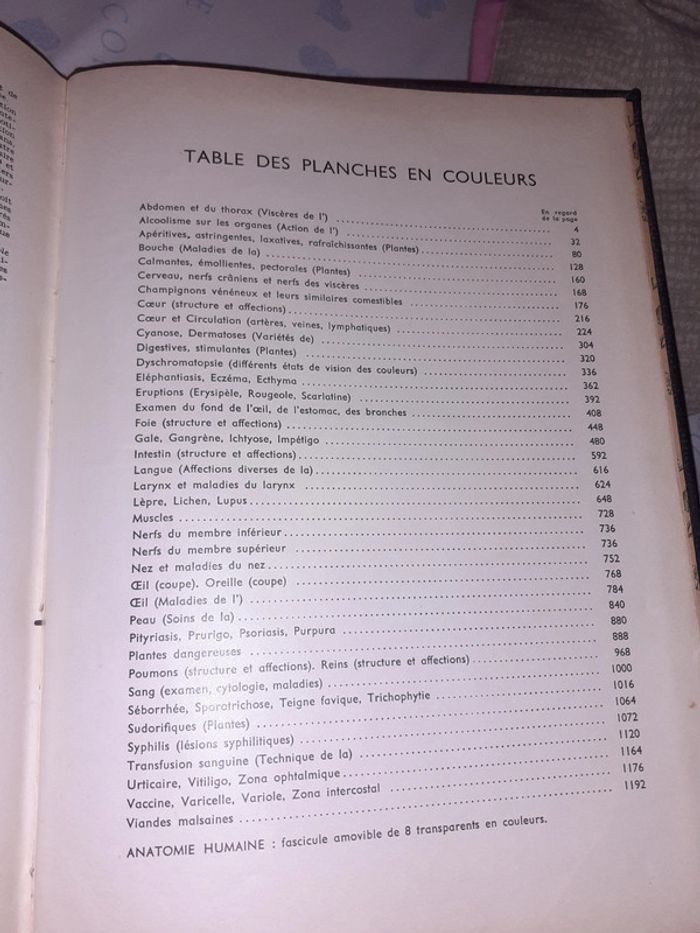 TABLE DES PLANCHES EN COULEURS
En regard
de la page
Abdomen et du thorax (Viscères de l') 4
Alcoolisme sur les organes (Action de l') 32
Apéritives, astringentes, laxatives, rafraîchissantes (Plantes) 80
Bouche (Maladies de la) 128
Calmantes, émollientes, pectorales (Plantes) 160
Cerveau, nerfs crâniens et nerfs des viscères 168
Champignons vénéneux et leurs similaires comestibles 176
Cœur (structure et affections) 216
Cœur et Circulation (artères, veines, lymphatiques) 224
Cyanose, Dermatoses (Variétés de) 304
Digestives, stimulantes (Plantes) 320
Dyschromatopsie (différents états de vision des couleurs) 336
Eléphantiasis, Eczéma, Ecthyma 362
Eruptions (Erysipèle, Rougeole, Scarlatine) 392
Examen du fond de l'œil, de l'estomac, des bronches 408
Foie (structure et affections) 448
Gale, Gangrène, Ichtyose, Impétigo 480
Intestin (structure et affections) 592
Langue (Affections diverses de la) 616
Larynx et maladies du larynx 624
Lèpre, Lichen, Lupus 648
Muscles 728
Nerfs du membre inférieur 736
Nerfs du membre supérieur 736
Nez et maladies du nez 752
Œil (coupe). Oreille (coupe) 768
Œil (Maladies de l') 784
Peau (Soins de la) 840
Pityriasis, Prurigo, Psoriasis, Purpura 880
Plantes dangereuses 888
Poumons (structure et affections). Reins (structure et affections) 968
Sang (examen, cytologie, maladies) 1000
Séborrhée, Sporotrichose, Teigne favique, Trichophytie 1016
Sudorifiques (Plantes) 1064
Syphilis (lésions syphilitiques) 1072
Transfusion sanguine (Technique de la) 1120
Urticaire, Vitiligo, Zona ophtalmique 1164
Vaccine, Varicelle, Variole, Zona intercostal 1176
Viandes malsaines 1192
ANATOMIE HUMAINE : fascicule amovible de 8 transparents en couleurs.